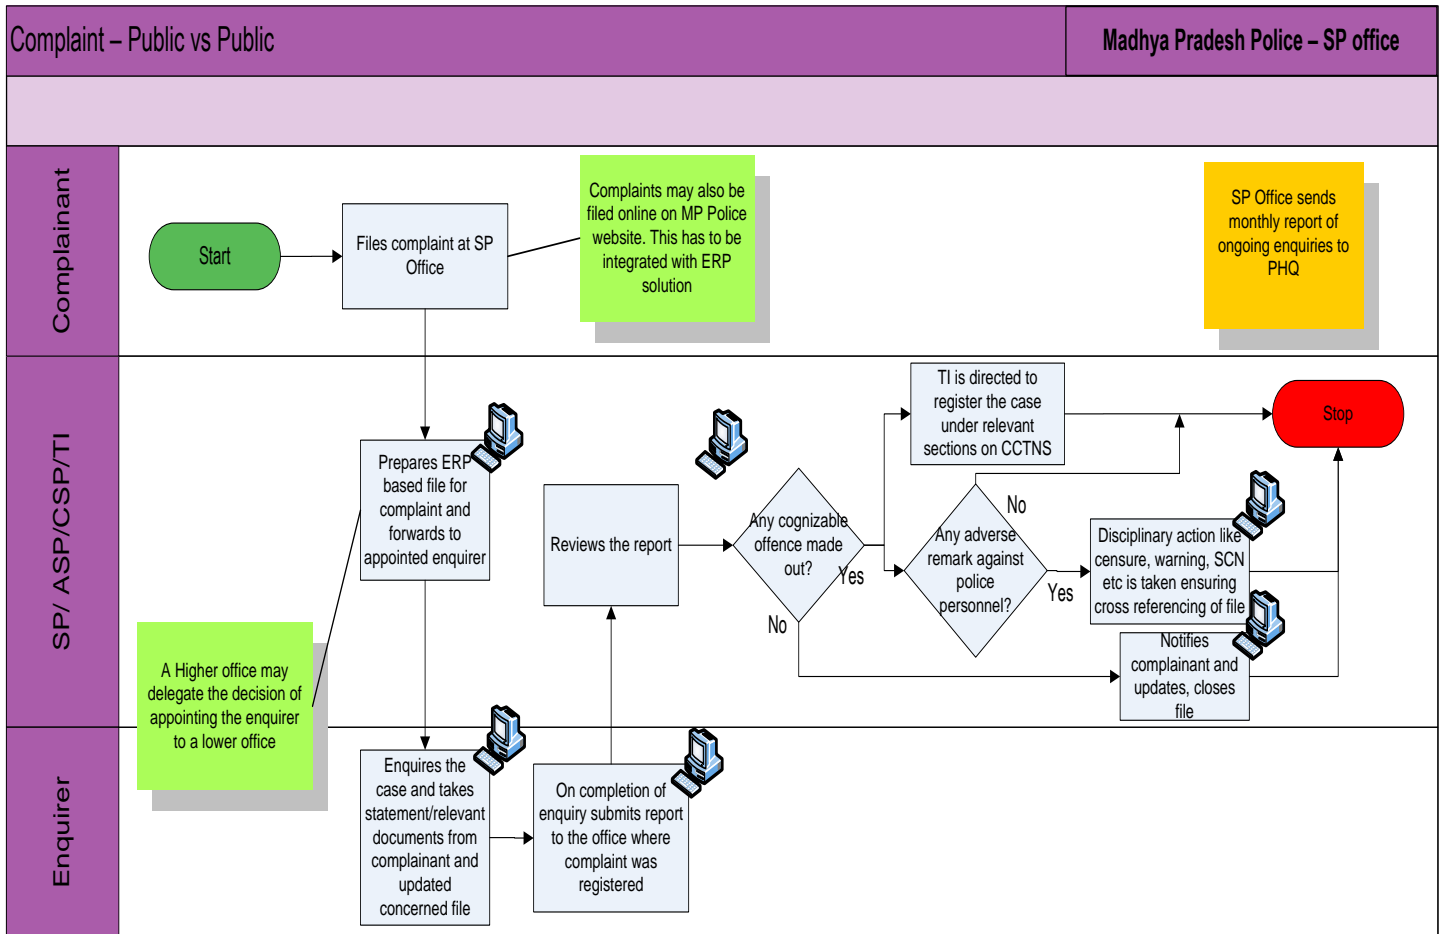 Complaint – Public vs Public
Madhya Pradesh Police – SP office
Complainant
Start
Files complaint at SP
Office
Complaints may also be
filed online on MP Police
website. This has to be
integrated with ERP
solution
SP Office sends
monthly report of
ongoing enquiries to
PHQ
SP/ ASP/CSP/TI
Prepares ERP
based file for
complaint and
forwards to
appointed enquirer
Reviews the report
Any cognizable
offence made
out?
Yes
No
TI is directed to
register the case
under relevant
sections on CCTNS
Any adverse
remark against
police
personnel?
No
Yes
Disciplinary action like
censure, warning, SCN
etc is taken ensuring
cross referencing of file
Notifies
complainant and
updates, closes
file
Stop
A Higher office may
delegate the decision of
appointing the enquirer
to a lower office
Enquirer
Enquires the
case and takes
statement/relevant
documents from
complainant and
updated
concerned file
On completion of
enquiry submits report
to the office where
complaint was
registered